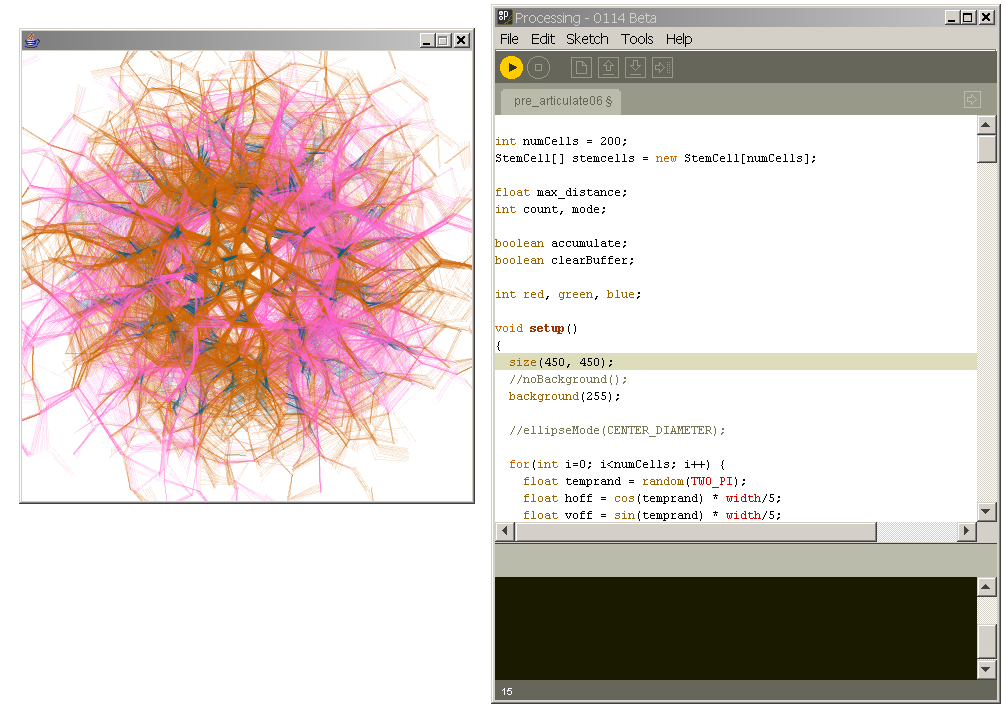 Processing - 0114 Beta
File Edit Sketch Tools Help
pre_articulate06 §
int numCells = 200;
StemCell[] stemcells = new StemCell[numCells];
float max_distance;
int count, mode;
boolean accumulate;
boolean clearBuffer;
int red, green, blue;
void setup()
{
size(450, 450);
//noBackground();
background(255);
//ellipseMode(CENTER_DIAMETER);
for(int i=0; i<numCells; i++) {
float temprand = random(TWO_PI);
float hoff = cos(temprand) * width/5;
float voff = sin(temprand) * width/5;
15